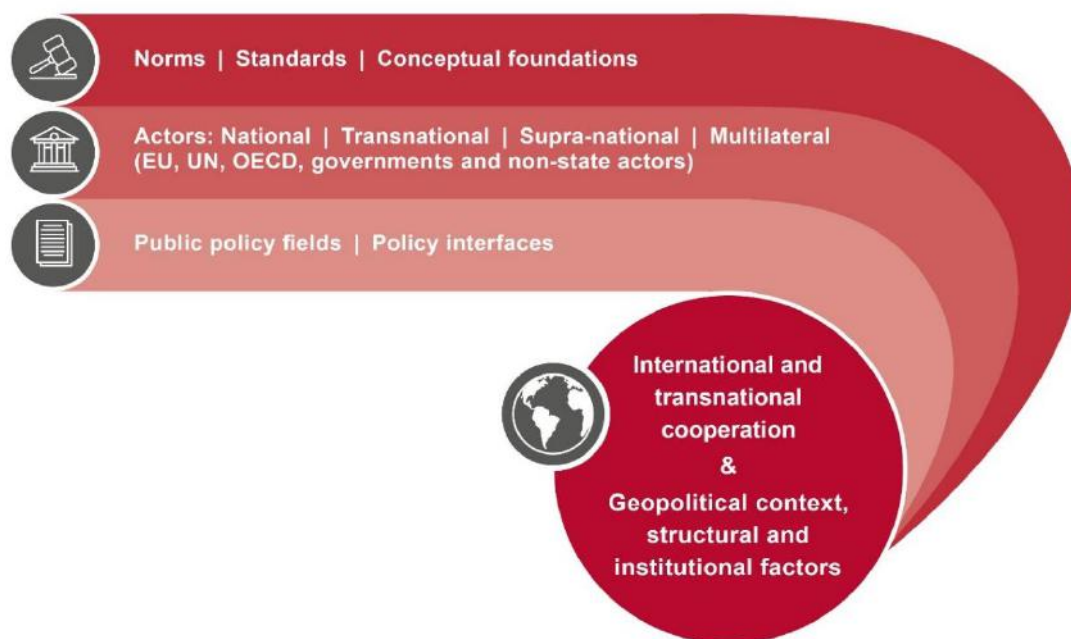 Norms | Standards | Conceptual foundations
Actors: National | Transnational | Supra-national | Multilateral
(EU, UN, OECD, governments and non-state actors)
Public policy fields | Policy interfaces
International and
transnational
cooperation
&
Geopolitical context,
structural and
institutional factors